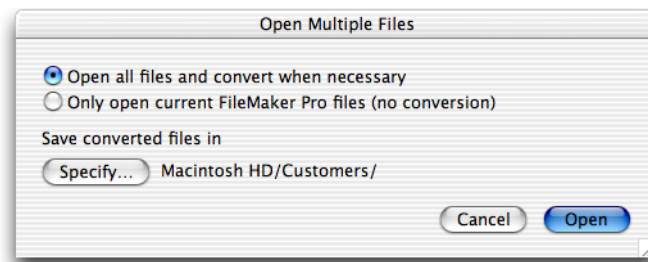 Open Multiple Files
Open all files and convert when necessary
Only open current FileMaker Pro files (no conversion)
Save converted files in
Specify... Macintosh HD/Customers/
Cancel Open